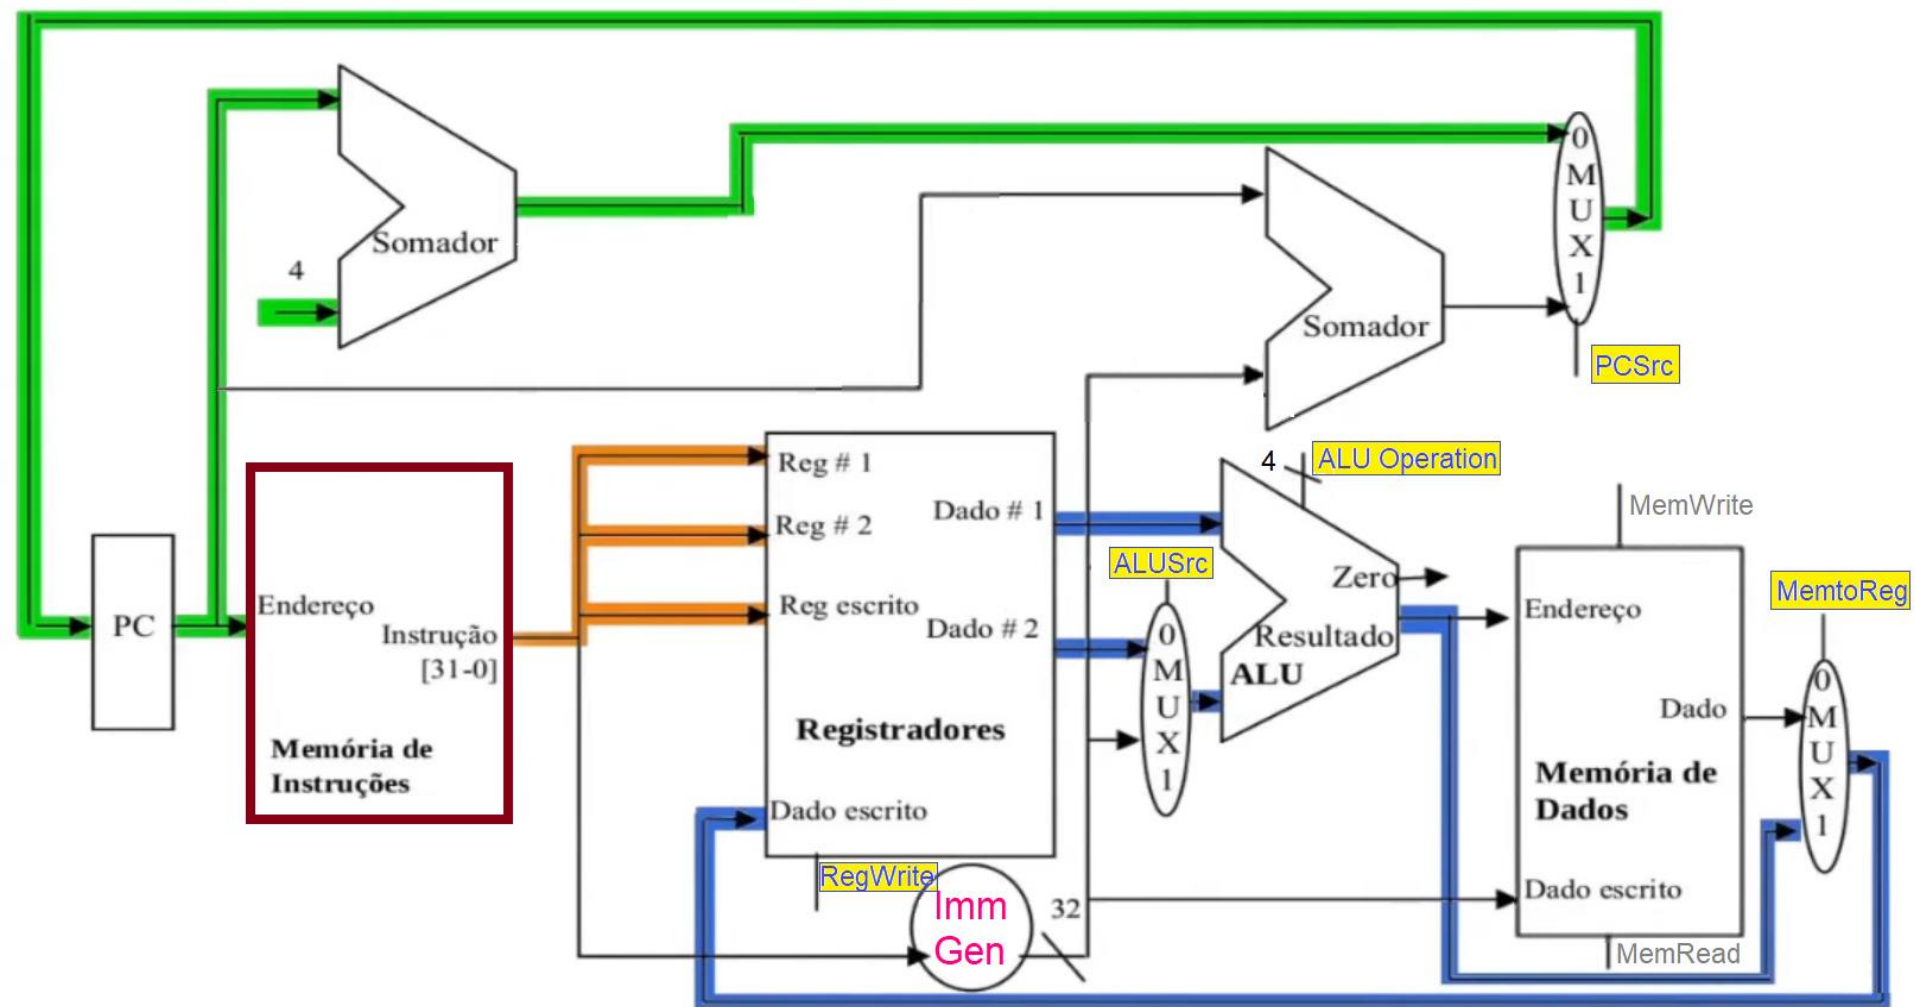 Somador
4
0
M
U
X
1
Somador
PCSrc
PC
Endereço
Instrução
[31-0]
Memória de
Instruções
Reg # 1
Reg # 2
Reg escrito
Dado # 1
Dado # 2
Registradores
Dado escrito
RegWrite
Imm
Gen
32
ALUSrc
0
M
U
X
1
4
ALU Operation
Zero
Resultado
ALU
MemWrite
Endereço
Dado
Memória de
Dados
Dado escrito
MemRead
MemtoReg
0
M
U
X
1